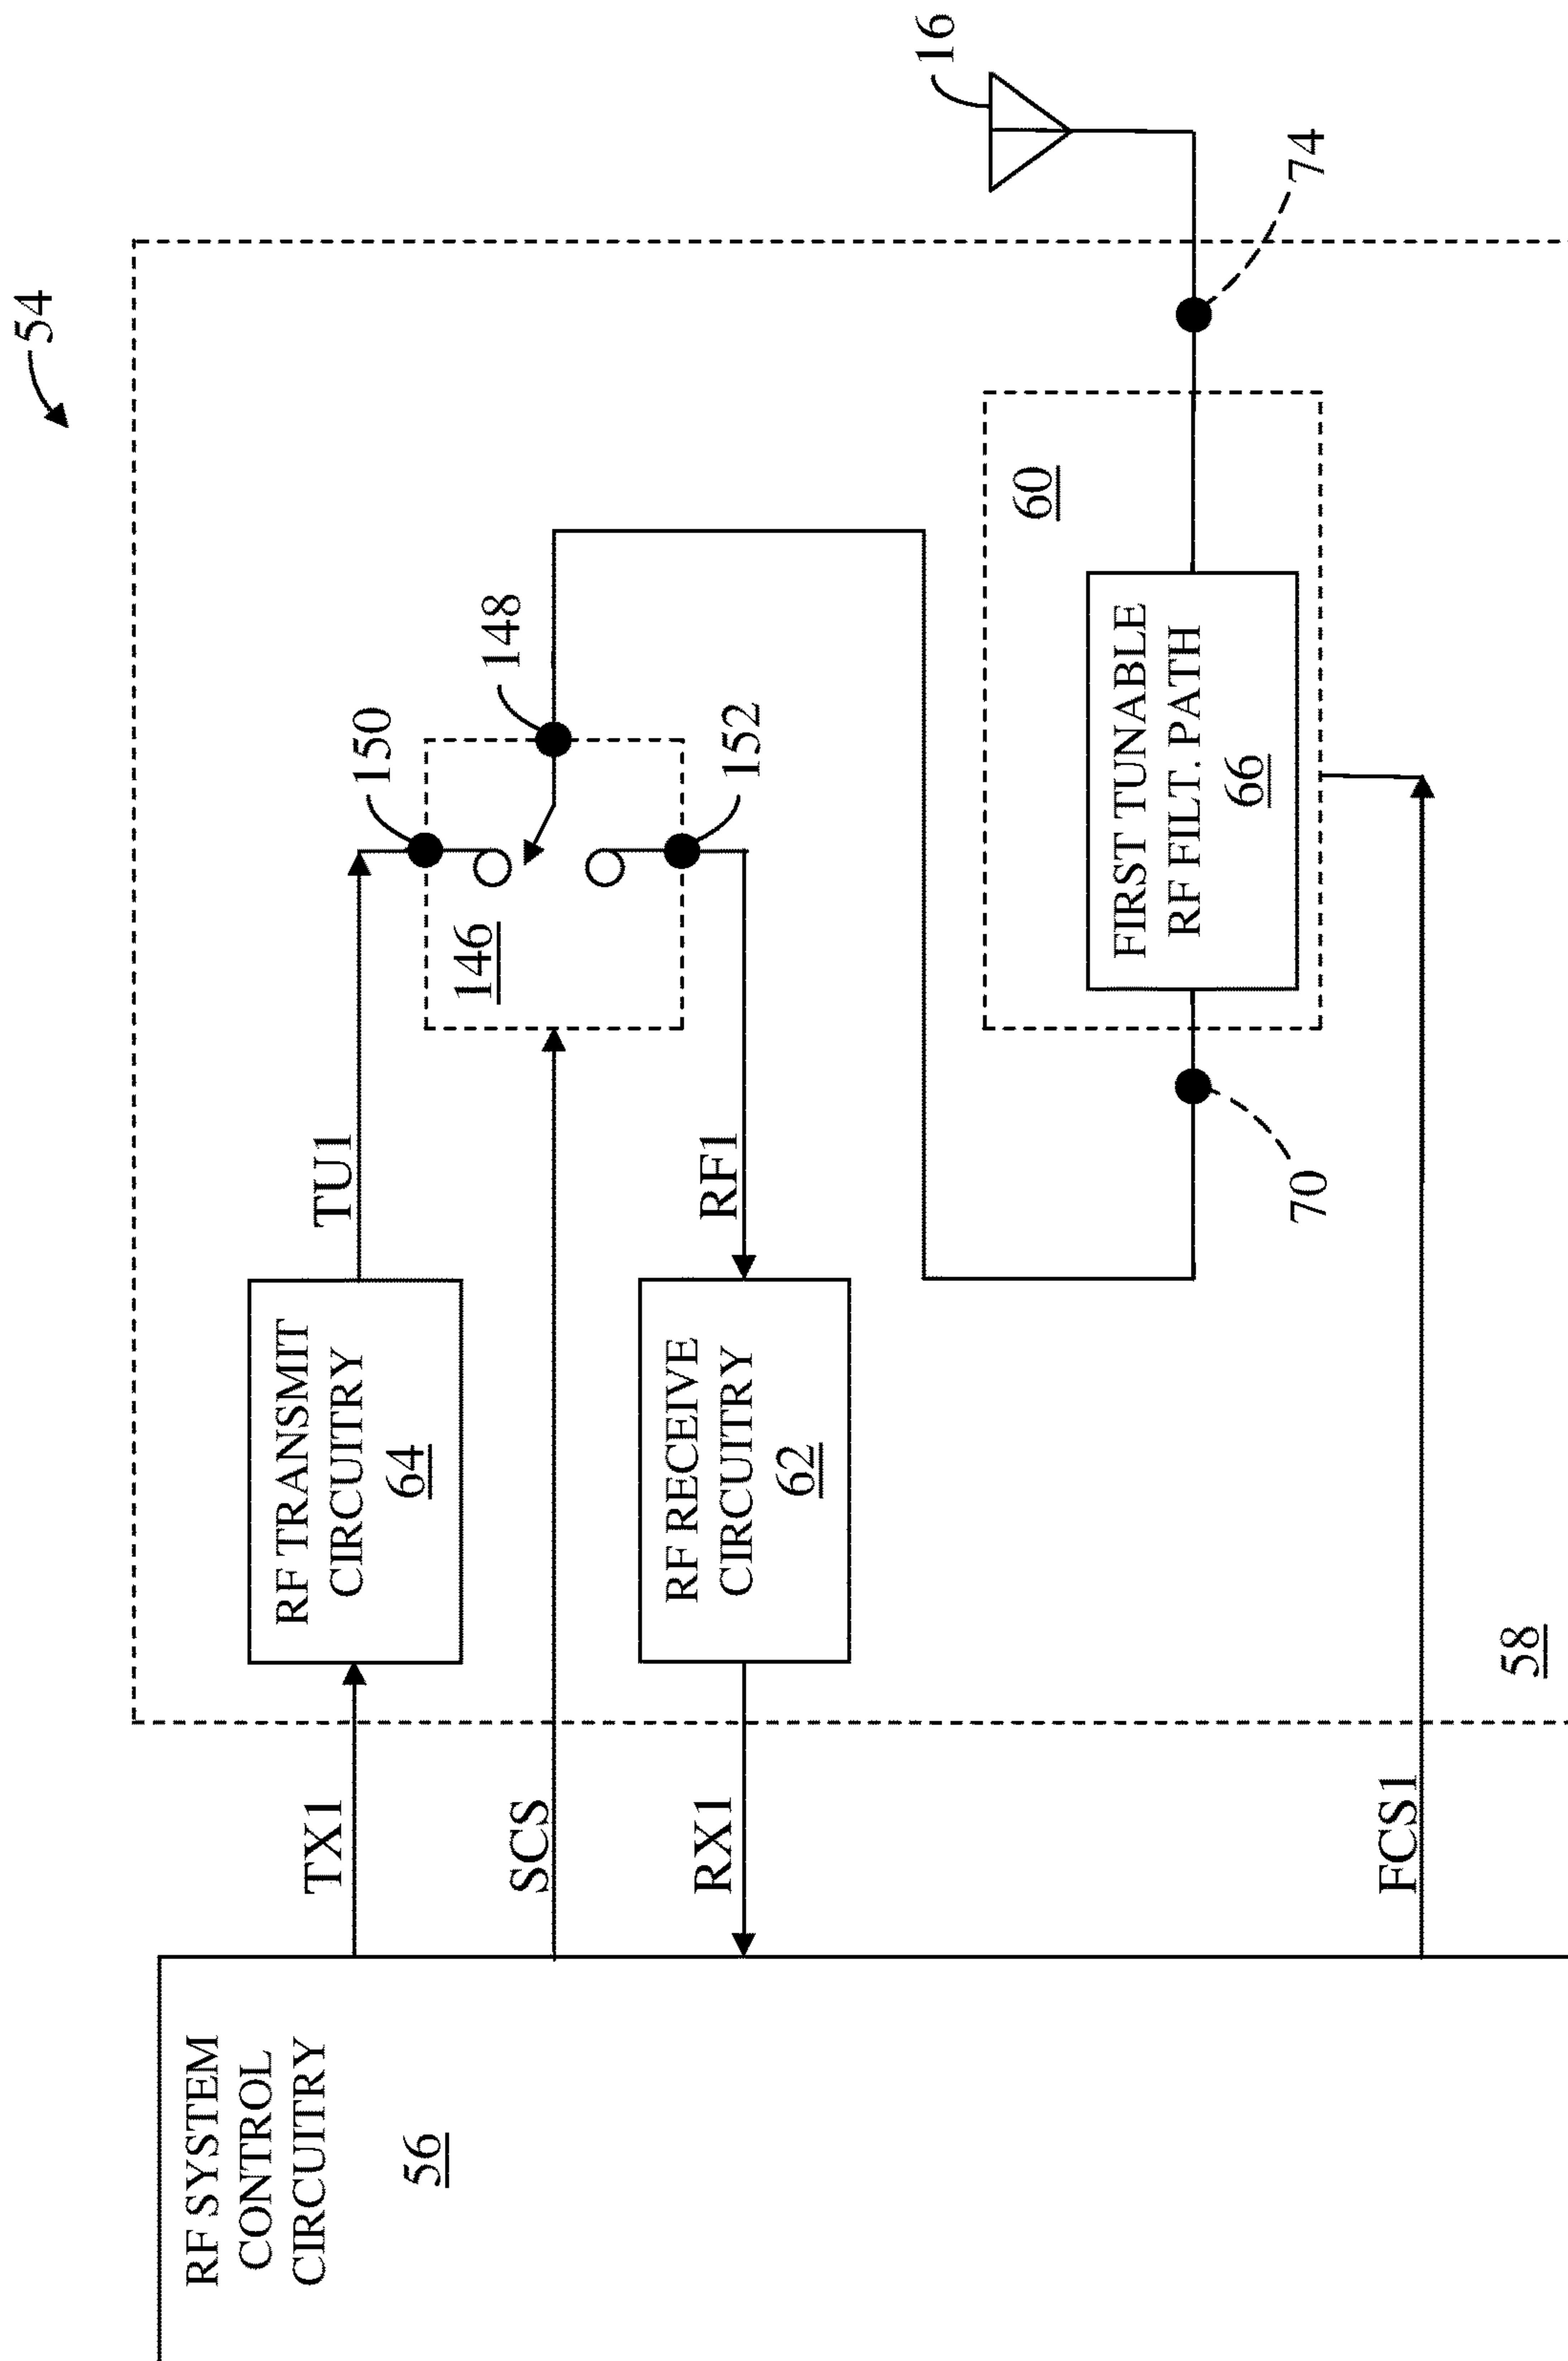 54
RF SYSTEM
CONTROL
CIRCUITRY
56
TX1
SCS
RX1
FCS1
58
RF TRANSMIT
CIRCUITRY
64
TU1
RF RECEIVE
CIRCUITRY
62
RF1
146
150
148
152
60
FIRST TUNABLE
RF FILT. PATH
66
70
74
16